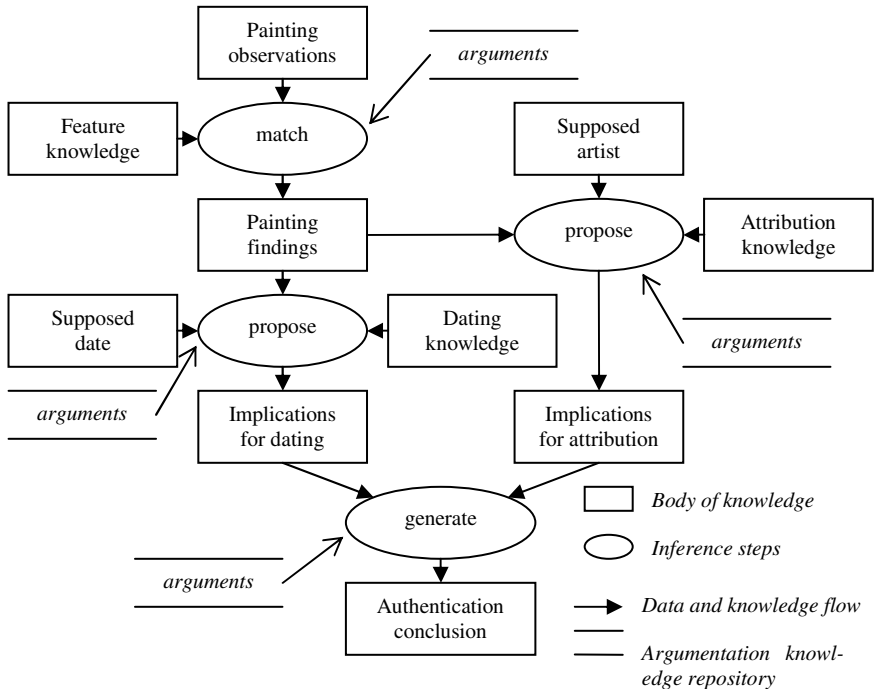 Painting
observations
arguments
Feature
knowledge
match
Supposed
artist
Painting
findings
propose
Attribution
knowledge
Supposed
date
propose
Dating
knowledge
arguments
arguments
Implications
for dating
Implications
for attribution
generate
Body of knowledge
Inference steps
arguments
Authentication
conclusion
Data and knowledge flow
Argumentation knowl-
edge repository